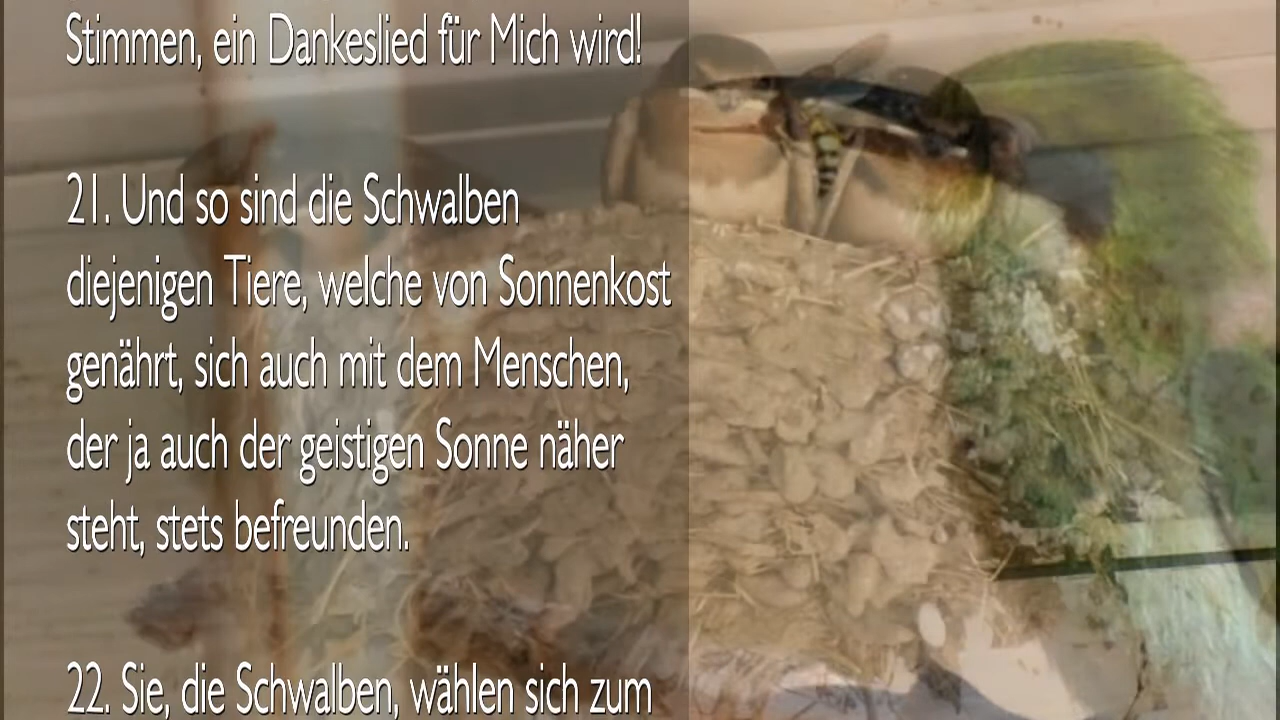 Stimmen, ein Dankeslied für Mich wird!
21. Und so sind die Schwalben
diejenigen Tiere, welche von Sonnenkost
genährt, sich auch mit dem Menschen,
der ja auch der geistigen Sonne näher
steht, stets befreunden.
22. Sie, die Schwalben, wählen sich zum